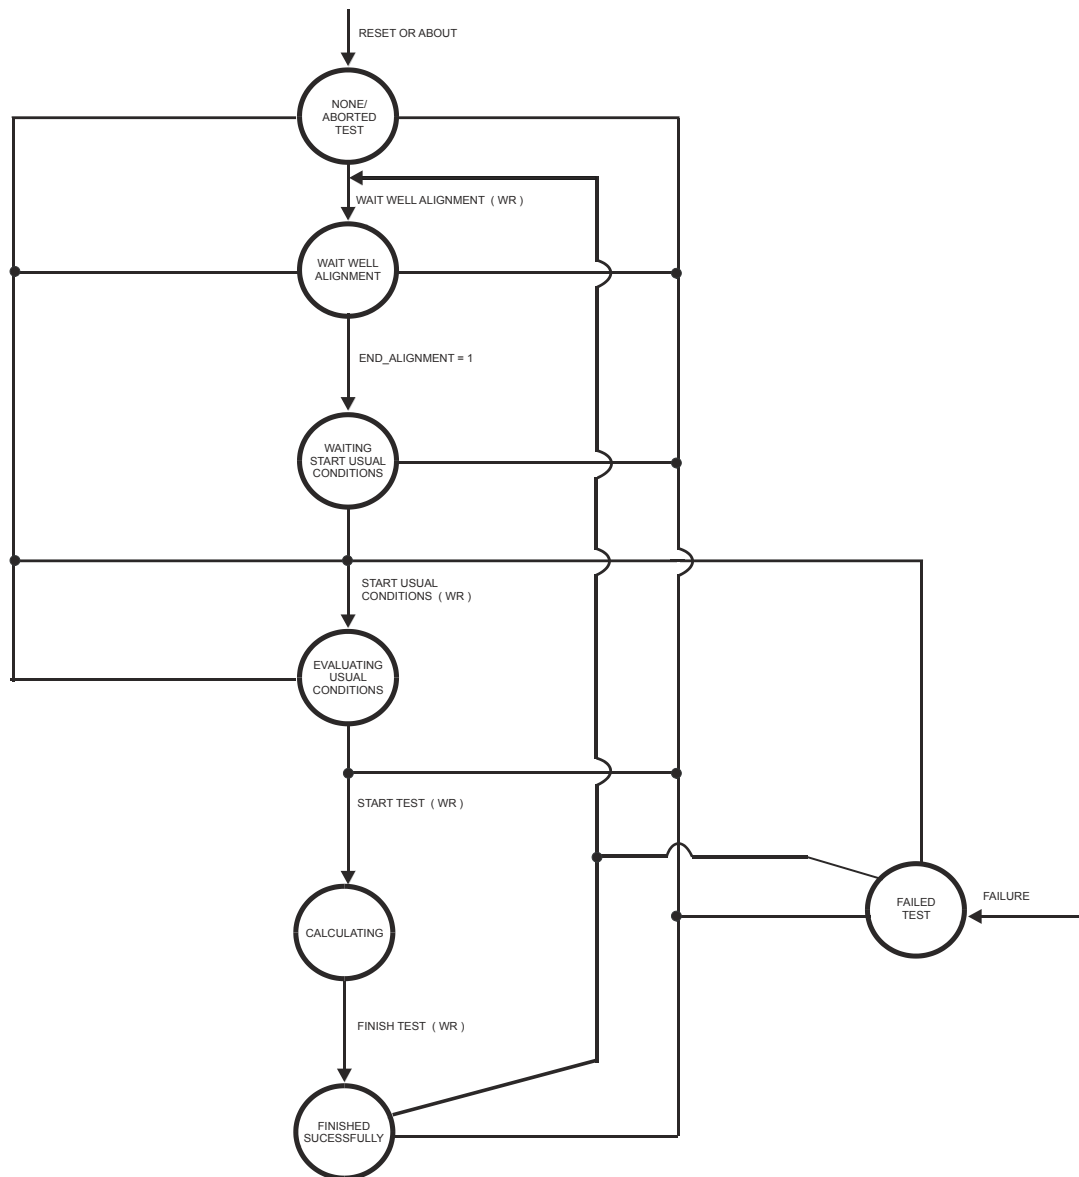 RESET OR ABOUT
NONE/
ABORTED
TEST
WAIT WELL ALIGNMENT ( WR )
WAIT WELL
ALIGNMENT
END_ALIGNMENT = 1
WAITING
START USUAL
CONDITIONS
START USUAL
CONDITIONS ( WR )
EVALUATING
USUAL
CONDITIONS
START TEST ( WR )
FAILED
TEST
FAILURE
CALCULATING
FINISH TEST ( WR )
FINISHED
SUCESSFULLY